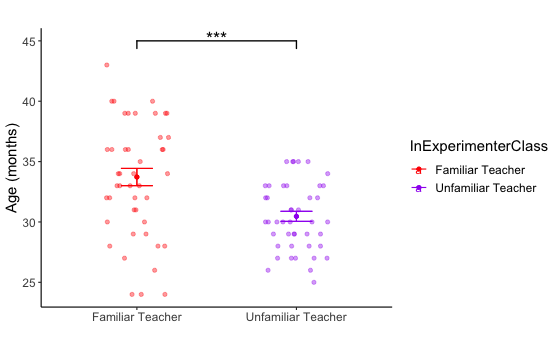 ***
45
40
35
30
25
Age (months)
Familiar Teacher
Unfamiliar Teacher
InExperimenterClass
Familiar Teacher
Unfamiliar Teacher